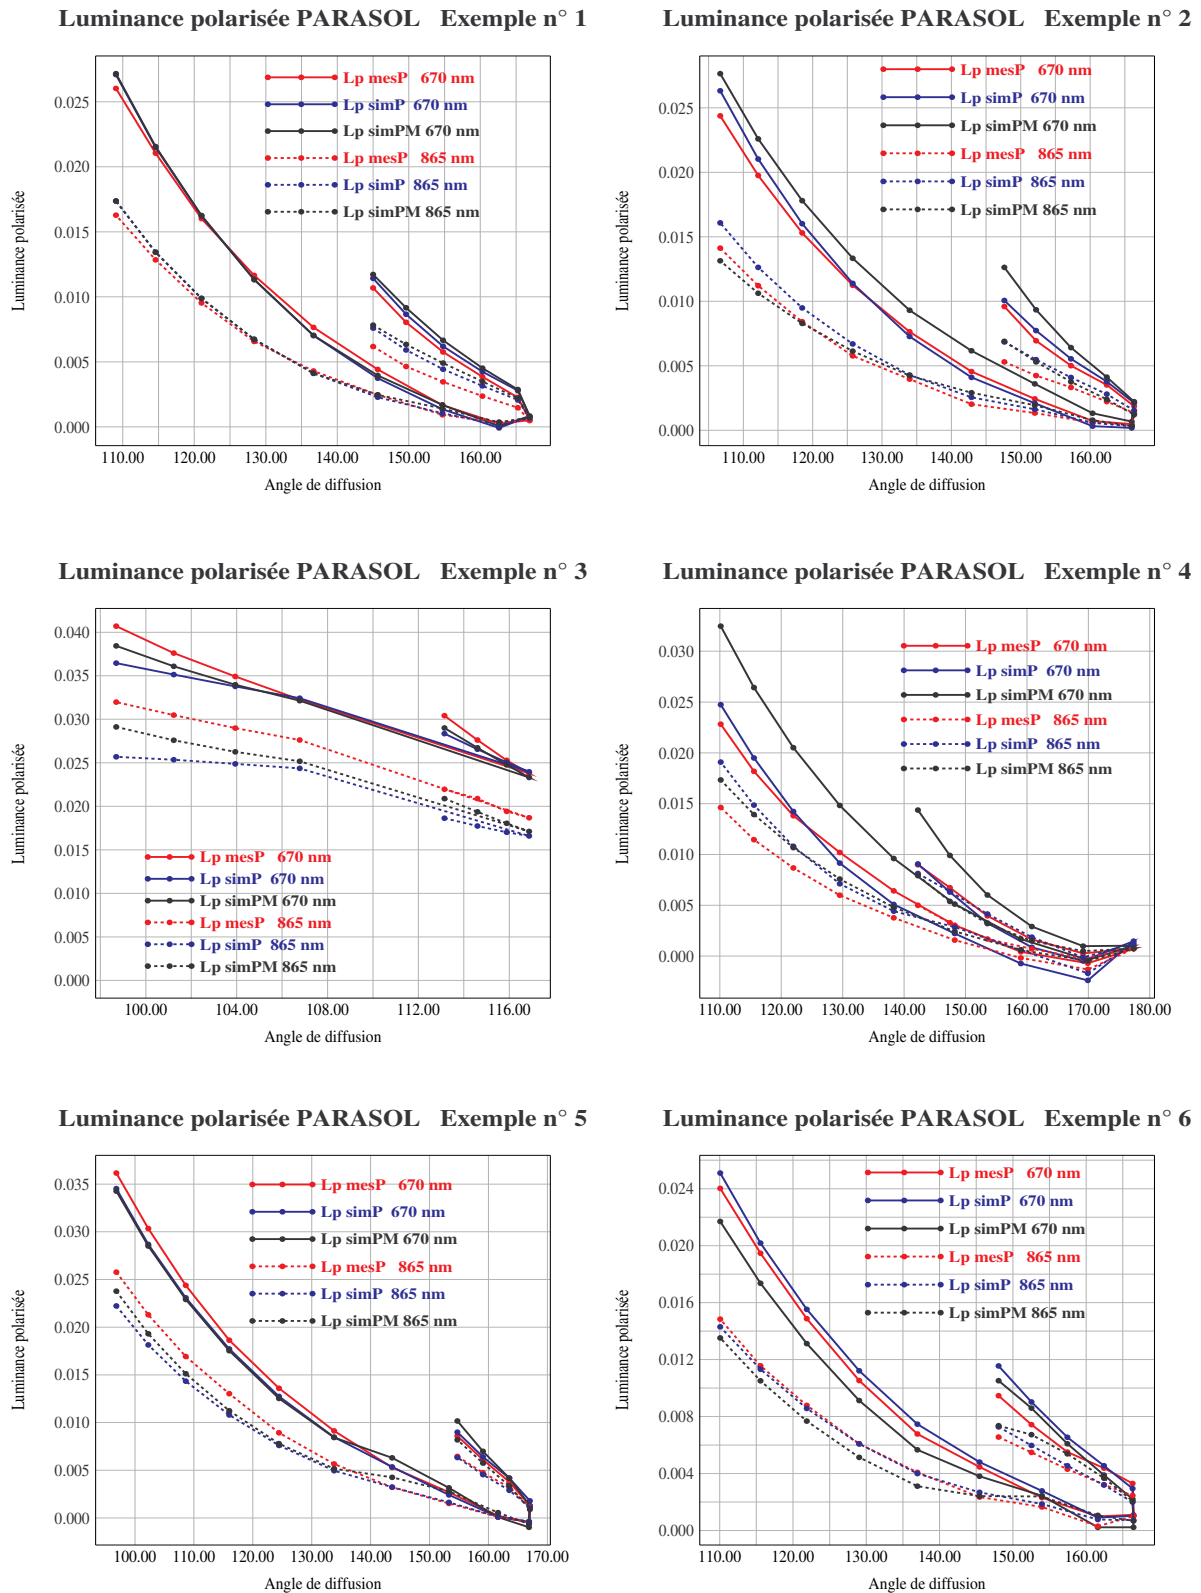 Luminance polarisée PARASOL Exemple n° 1
Luminance polarisée
0.025
0.020
0.015
0.010
0.005
0.000
Lp mesP 670 nm
Lp simP 670 nm
Lp simPM 670 nm
Lp mesP 865 nm
Lp simP 865 nm
Lp simPM 865 nm
110.00 120.00 130.00 140.00 150.00 160.00
Angle de diffusion
Luminance polarisée PARASOL Exemple n° 2
Luminance polarisée
0.025
0.020
0.015
0.010
0.005
0.000
Lp mesP 670 nm
Lp simP 670 nm
Lp simPM 670 nm
Lp mesP 865 nm
Lp simP 865 nm
Lp simPM 865 nm
110.00 120.00 130.00 140.00 150.00 160.00
Angle de diffusion
Luminance polarisée PARASOL Exemple n° 3
Luminance polarisée
0.040
0.035
0.030
0.025
0.020
0.015
0.010
0.005
0.000
Lp mesP 670 nm
Lp simP 670 nm
Lp simPM 670 nm
Lp mesP 865 nm
Lp simP 865 nm
Lp simPM 865 nm
100.00 104.00 108.00 112.00 116.00
Angle de diffusion
Luminance polarisée PARASOL Exemple n° 4
Luminance polarisée
0.030
0.025
0.020
0.015
0.010
0.005
0.000
Lp mesP 670 nm
Lp simP 670 nm
Lp simPM 670 nm
Lp mesP 865 nm
Lp simP 865 nm
Lp simPM 865 nm
110.00 120.00 130.00 140.00 150.00 160.00 170.00 180.00
Angle de diffusion
Luminance polarisée PARASOL Exemple n° 5
Luminance polarisée
0.035
0.030
0.025
0.020
0.015
0.010
0.005
0.000
Lp mesP 670 nm
Lp simP 670 nm
Lp simPM 670 nm
Lp mesP 865 nm
Lp simP 865 nm
Lp simPM 865 nm
100.00 110.00 120.00 130.00 140.00 150.00 160.00 170.00
Angle de diffusion
Luminance polarisée PARASOL Exemple n° 6
Luminance polarisée
0.024
0.020
0.016
0.012
0.008
0.004
0.000
Lp mesP 670 nm
Lp simP 670 nm
Lp simPM 670 nm
Lp mesP 865 nm
Lp simP 865 nm
Lp simPM 865 nm
110.00 120.00 130.00 140.00 150.00 160.00
Angle de diffusion